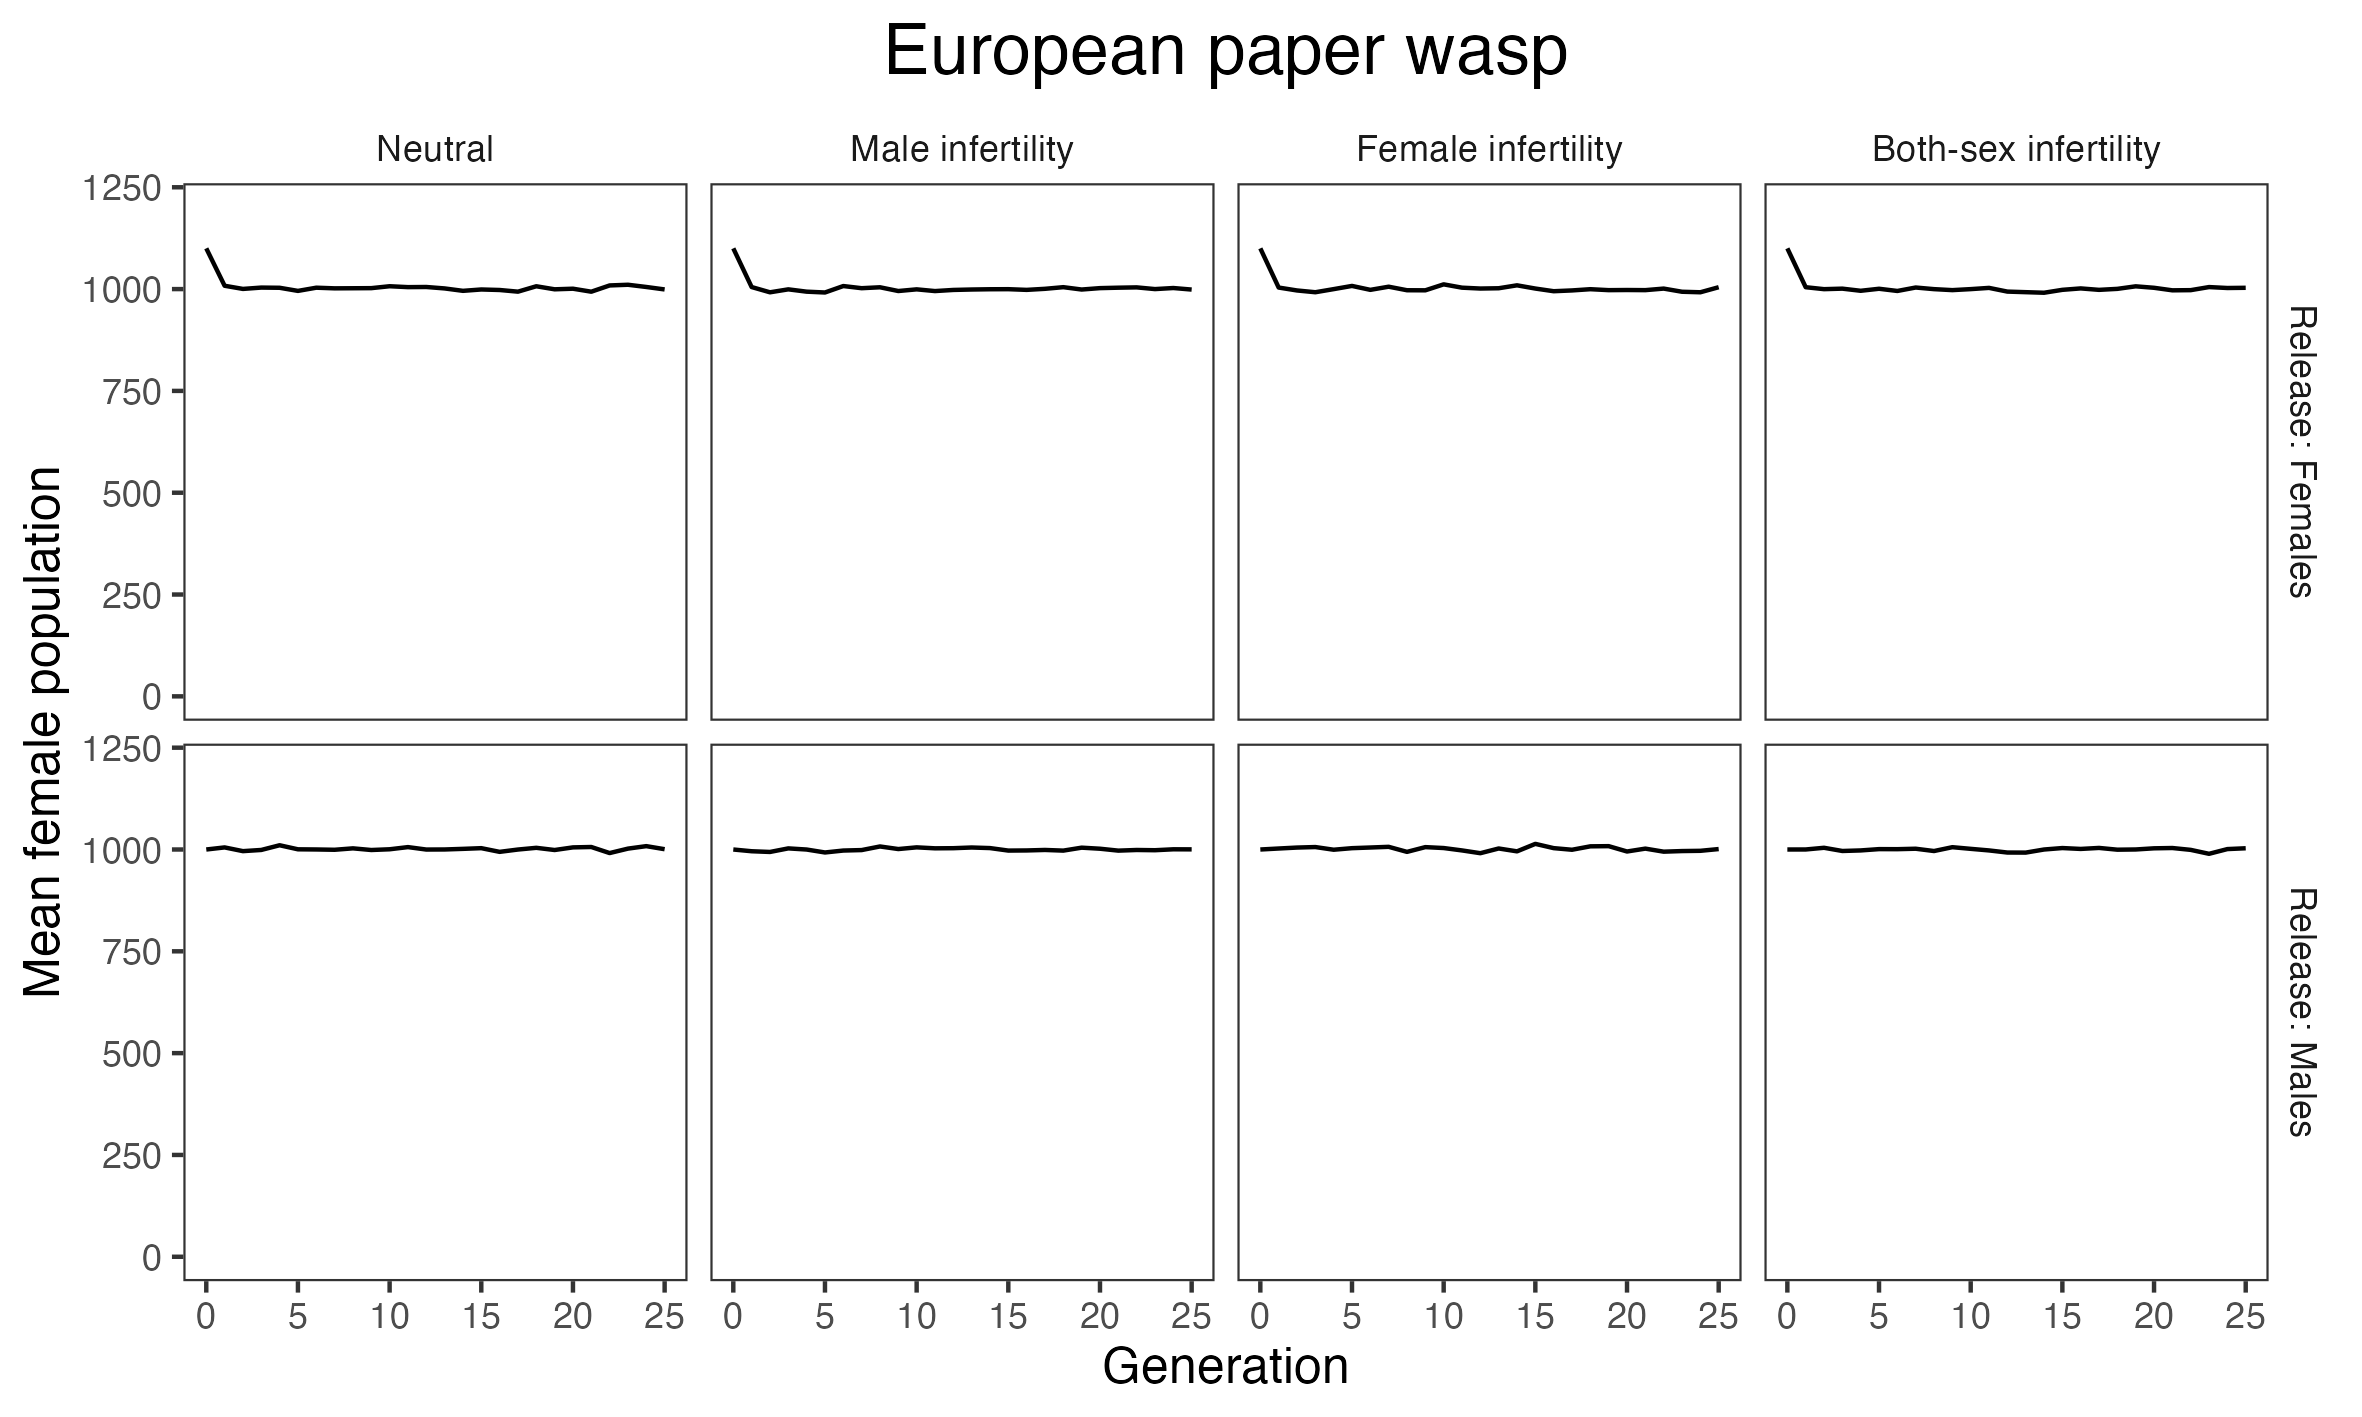 European paper wasp
Neutral
Male infertility
Female infertility
Both-sex infertility
1250
1000
750
500
250
0
Release: Females
1250
1000
750
500
250
0
Release: Males
Mean female population
0 5 10 15 20 25
0 5 10 15 20 25
0 5 10 15 20 25
0 5 10 15 20 25
Generation